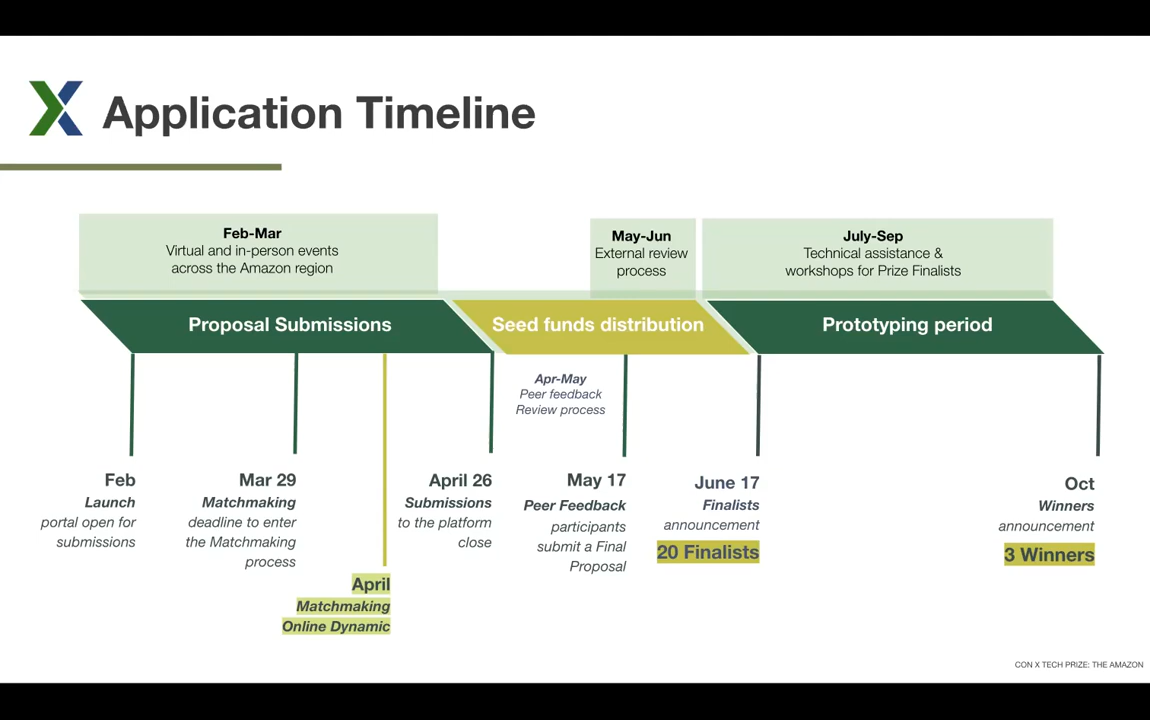 Application Timeline
Feb-Mar
Virtual and in-person events
across the Amazon region
May-Jun
External review
process
July-Sep
Technical assistance &
workshops for Prize Finalists
Proposal Submissions
Seed funds distribution
Prototyping period
Apr-May
Peer feedback
Review process
Feb
Launch
portal open for
submissions
Mar 29
Matchmaking
deadline to enter
the Matchmaking
process
April
Matchmaking
Online Dynamic
April 26
Submissions
to the platform
close
May 17
Peer Feedback
participants
submit a Final
Proposal
June 17
Finalists
announcement
20 Finalists
Oct
Winners
announcement
3 Winners
CON X TECH PRIZE: THE AMAZON